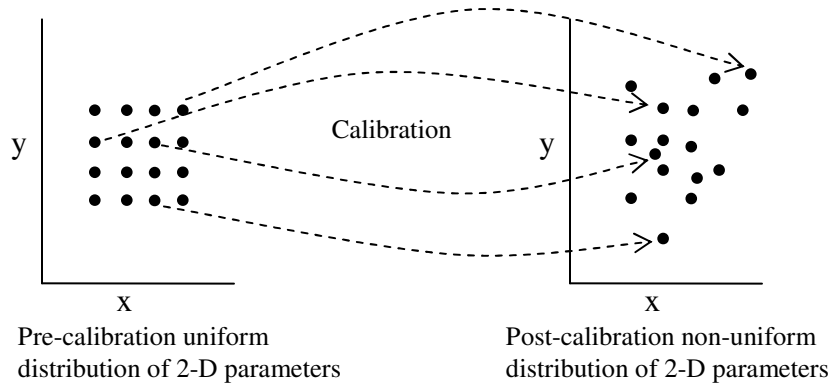 y
Calibration
y
x
x
Pre-calibration uniform
distribution of 2-D parameters
Post-calibration non-uniform
distribution of 2-D parameters